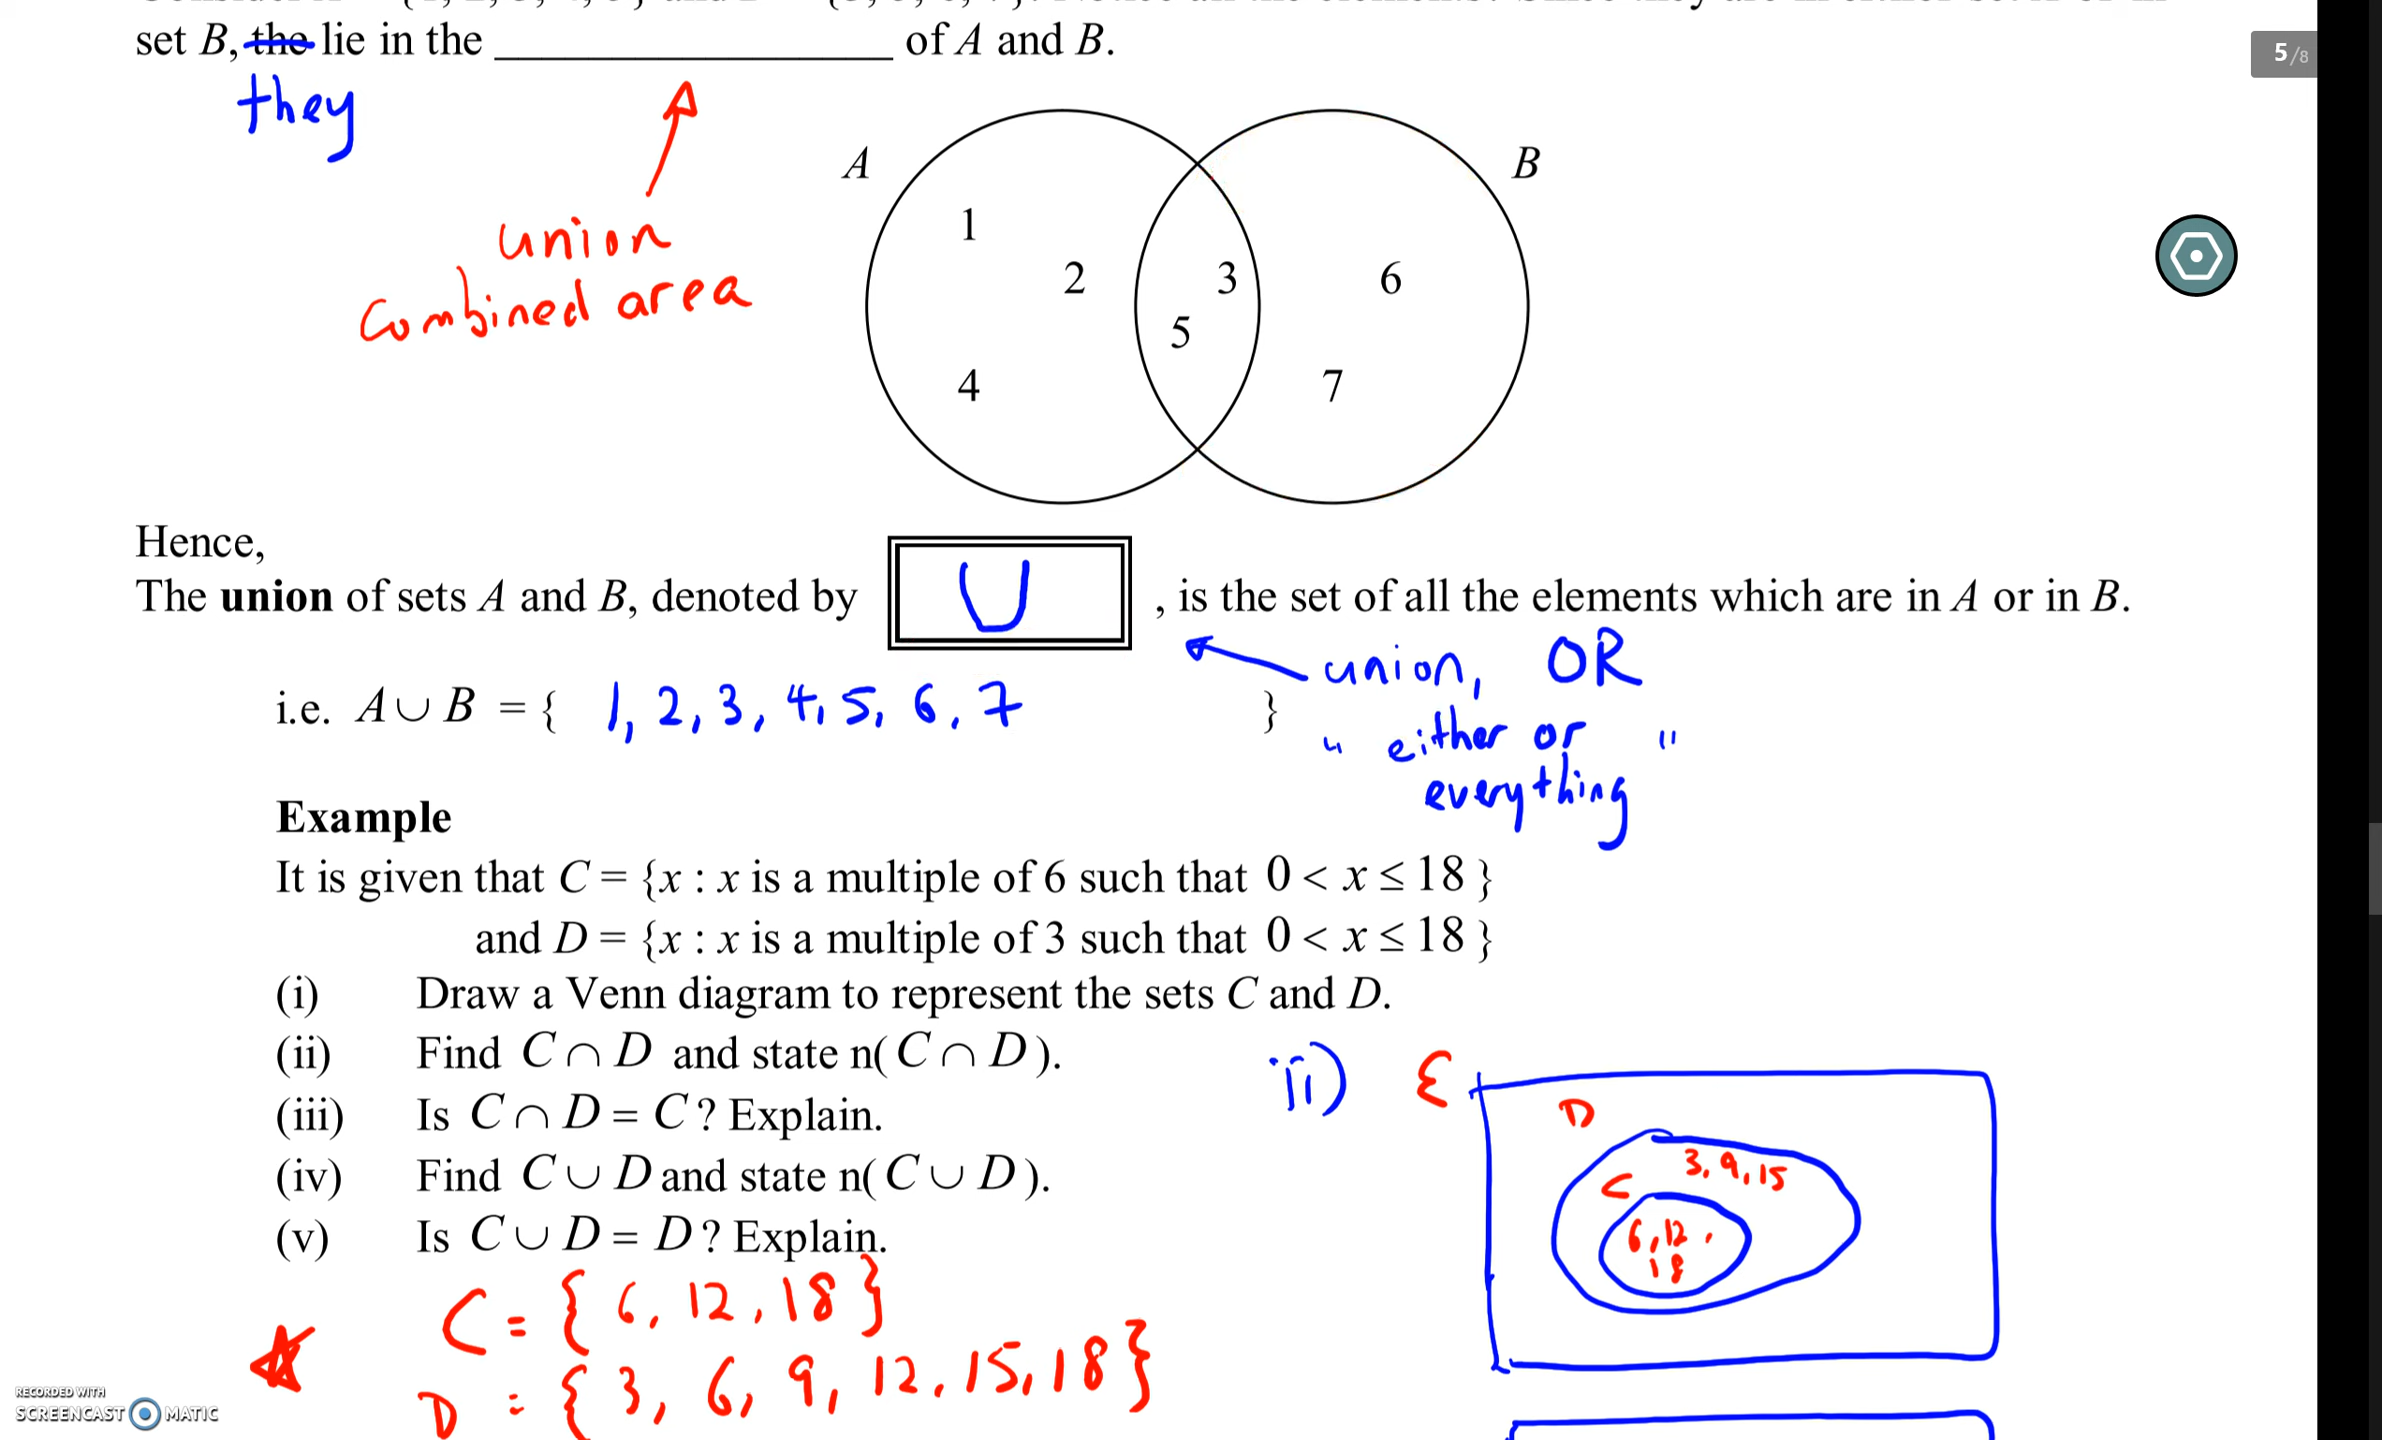 set B, the lie in the ____________ of A and B.
5/8
they
A
B
1
2
3
6
5
4
7
union
combined area
Hence,
The union of sets A and B, denoted by ∪ , is the set of all the elements which are in A or in B.
union, OR
i.e. A ∪ B = { 1, 2, 3, 4, 5, 6, 7 }
" either or "
everything
Example
It is given that C = {x : x is a multiple of 6 such that 0 < x ≤ 18 }
and D = {x : x is a multiple of 3 such that 0 < x ≤ 18 }
(i) Draw a Venn diagram to represent the sets C and D.
(ii) Find C ∩ D and state n( C ∩ D ).
(iii) Is C ∩ D = C ? Explain.
(iv) Find C ∪ D and state n( C ∪ D ).
(v) Is C ∪ D = D ? Explain.
ii) ξ
D
3, 9, 15
C
6, 12,
18
C = { 6, 12, 18 }
D = { 3, 6, 9, 12, 15, 18 }
RECORDED WITH
SCREENCAST MATIC